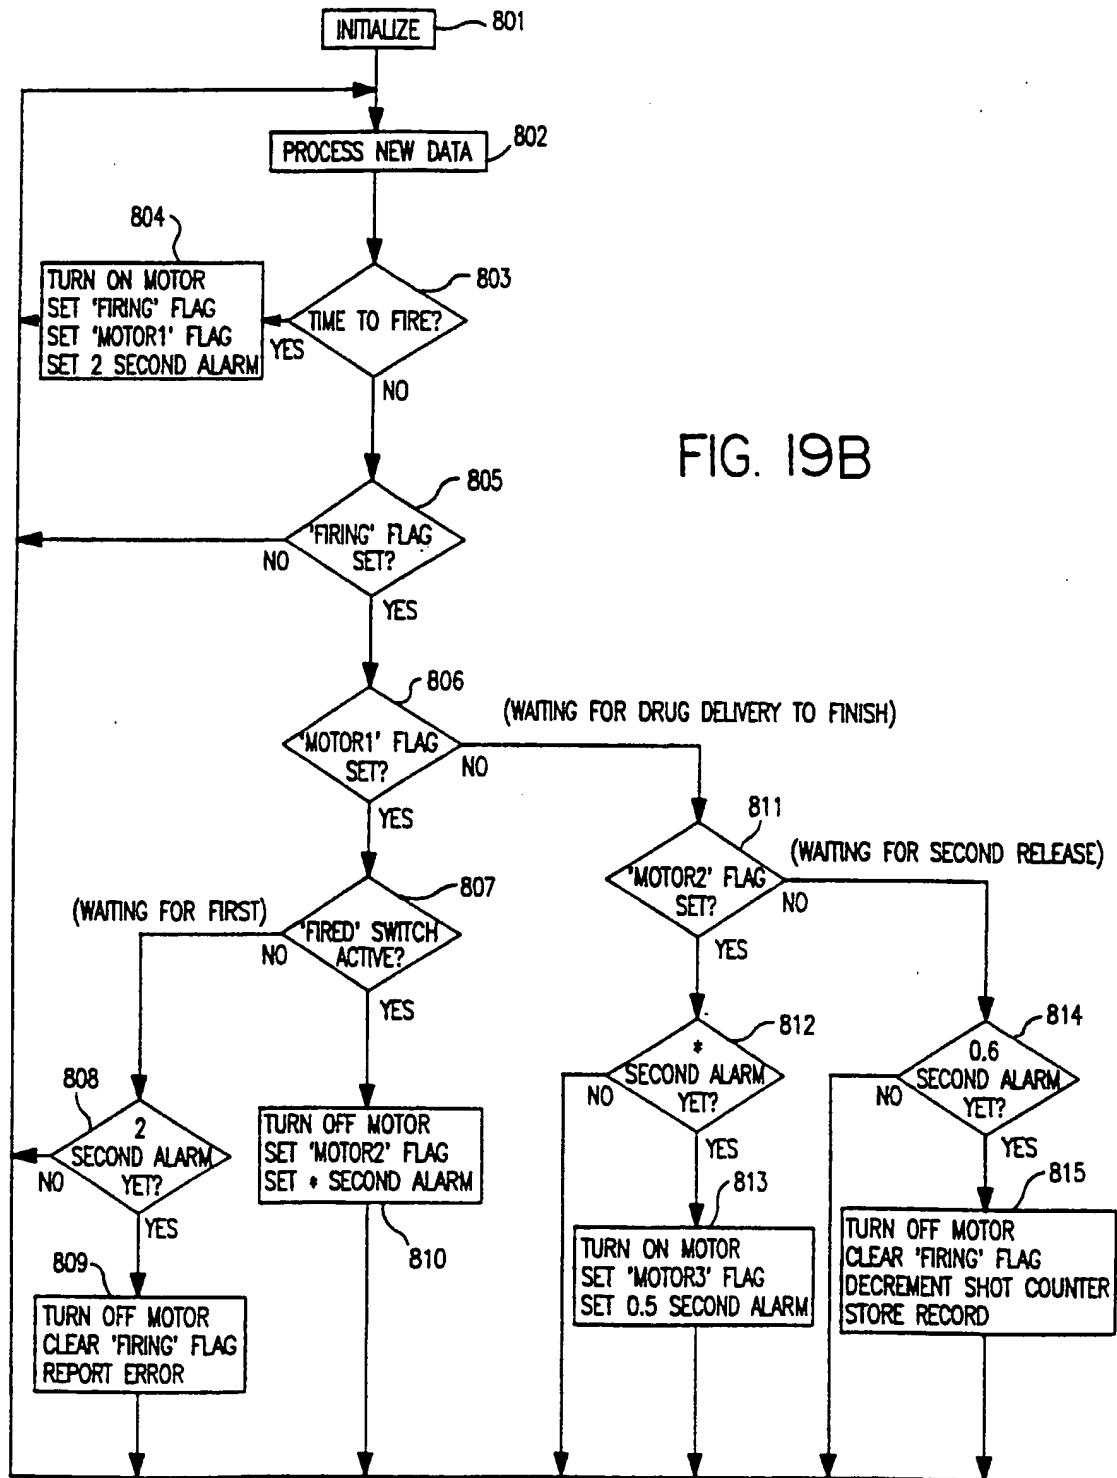 INITIALIZE
801
PROCESS NEW DATA
802
804
TURN ON MOTOR
SET 'FIRING' FLAG
SET 'MOTOR1' FLAG
SET 2 SECOND ALARM
803
TIME TO FIRE?
YES
NO
FIG. 19B
805
'FIRING' FLAG
SET?
NO
YES
806
'MOTOR1' FLAG
SET?
NO
YES
(WAITING FOR DRUG DELIVERY TO FINISH)
811
'MOTOR2' FLAG
SET?
NO
YES
(WAITING FOR SECOND RELEASE)
807
'FIRED' SWITCH
ACTIVE?
NO
YES
(WAITING FOR FIRST)
808
2
SECOND ALARM
YET?
NO
YES
809
TURN OFF MOTOR
CLEAR 'FIRING' FLAG
REPORT ERROR
TURN OFF MOTOR
SET 'MOTOR2' FLAG
SET * SECOND ALARM
810
812
*
SECOND ALARM
YET?
NO
YES
813
TURN ON MOTOR
SET 'MOTOR3' FLAG
SET 0.5 SECOND ALARM
814
0.6
SECOND ALARM
YET?
NO
YES
815
TURN OFF MOTOR
CLEAR 'FIRING' FLAG
DECREMENT SHOT COUNTER
STORE RECORD